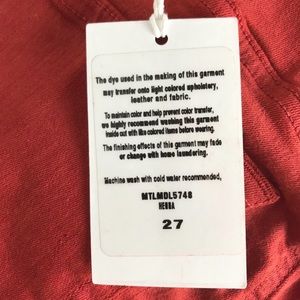 The dye used in the making of this garment
may transfer onto light colored upholstery,
leather and fabric.
To maintain color and help prevent color transfer,
we highly recommend washing this garment
inside out with like colored items before wearing.
The finishing effects of this garment may fade
or change with home laundering.
Machine wash with cold water recommended,
MTLMDL5748
HENNA
27